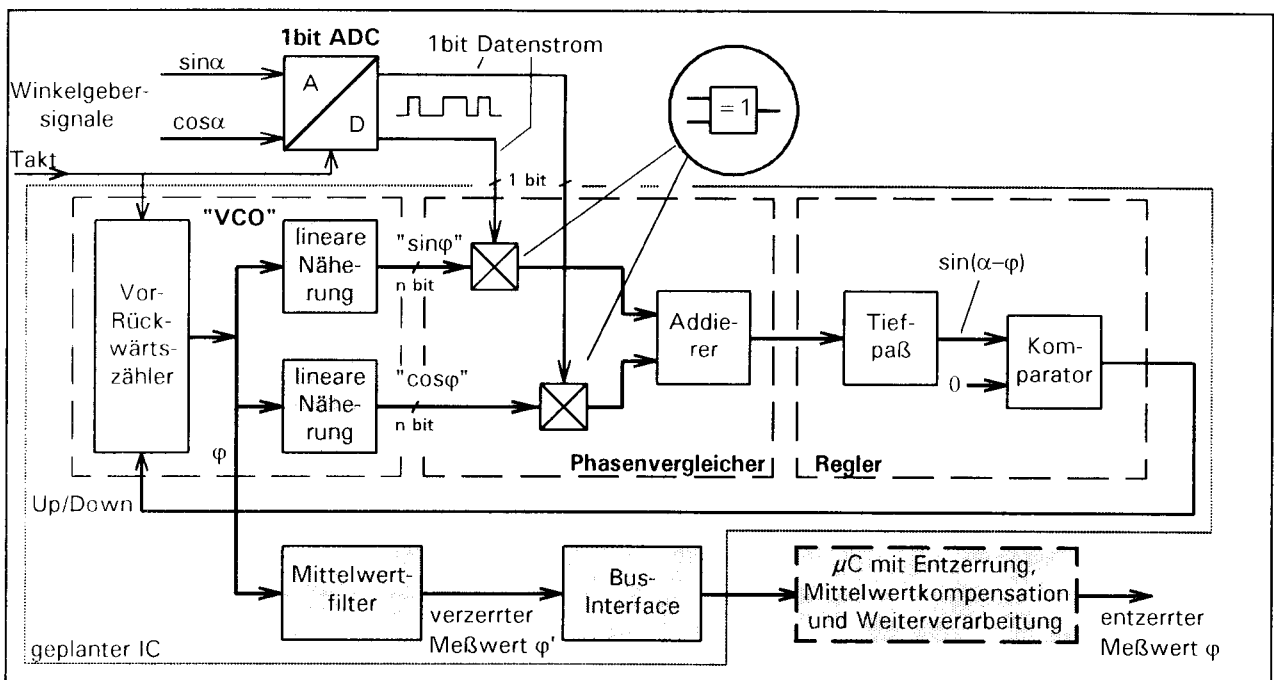 1bit ADC
1bit Datenstrom
sinα
Winkelgeber-
signale
cosα
A
D
= 1
Takt
1 bit
"VCO"
Vor-
Rück-
wärts-
zähler
lineare
Nähe-
rung
"sinφ"
n bit
lineare
Nähe-
rung
"cosφ"
n bit
Addie-
rer
Tief-
paß
sin(α–φ)
0
Kom-
parator
φ
Phasenvergleicher
Regler
Up/Down
Mittelwert-
filter
verzerrter
Meßwert φ'
Bus-
Interface
µC mit Entzerrung,
Mittelwertkompensation
und Weiterverarbeitung
entzerrter
Meßwert φ
geplanter IC